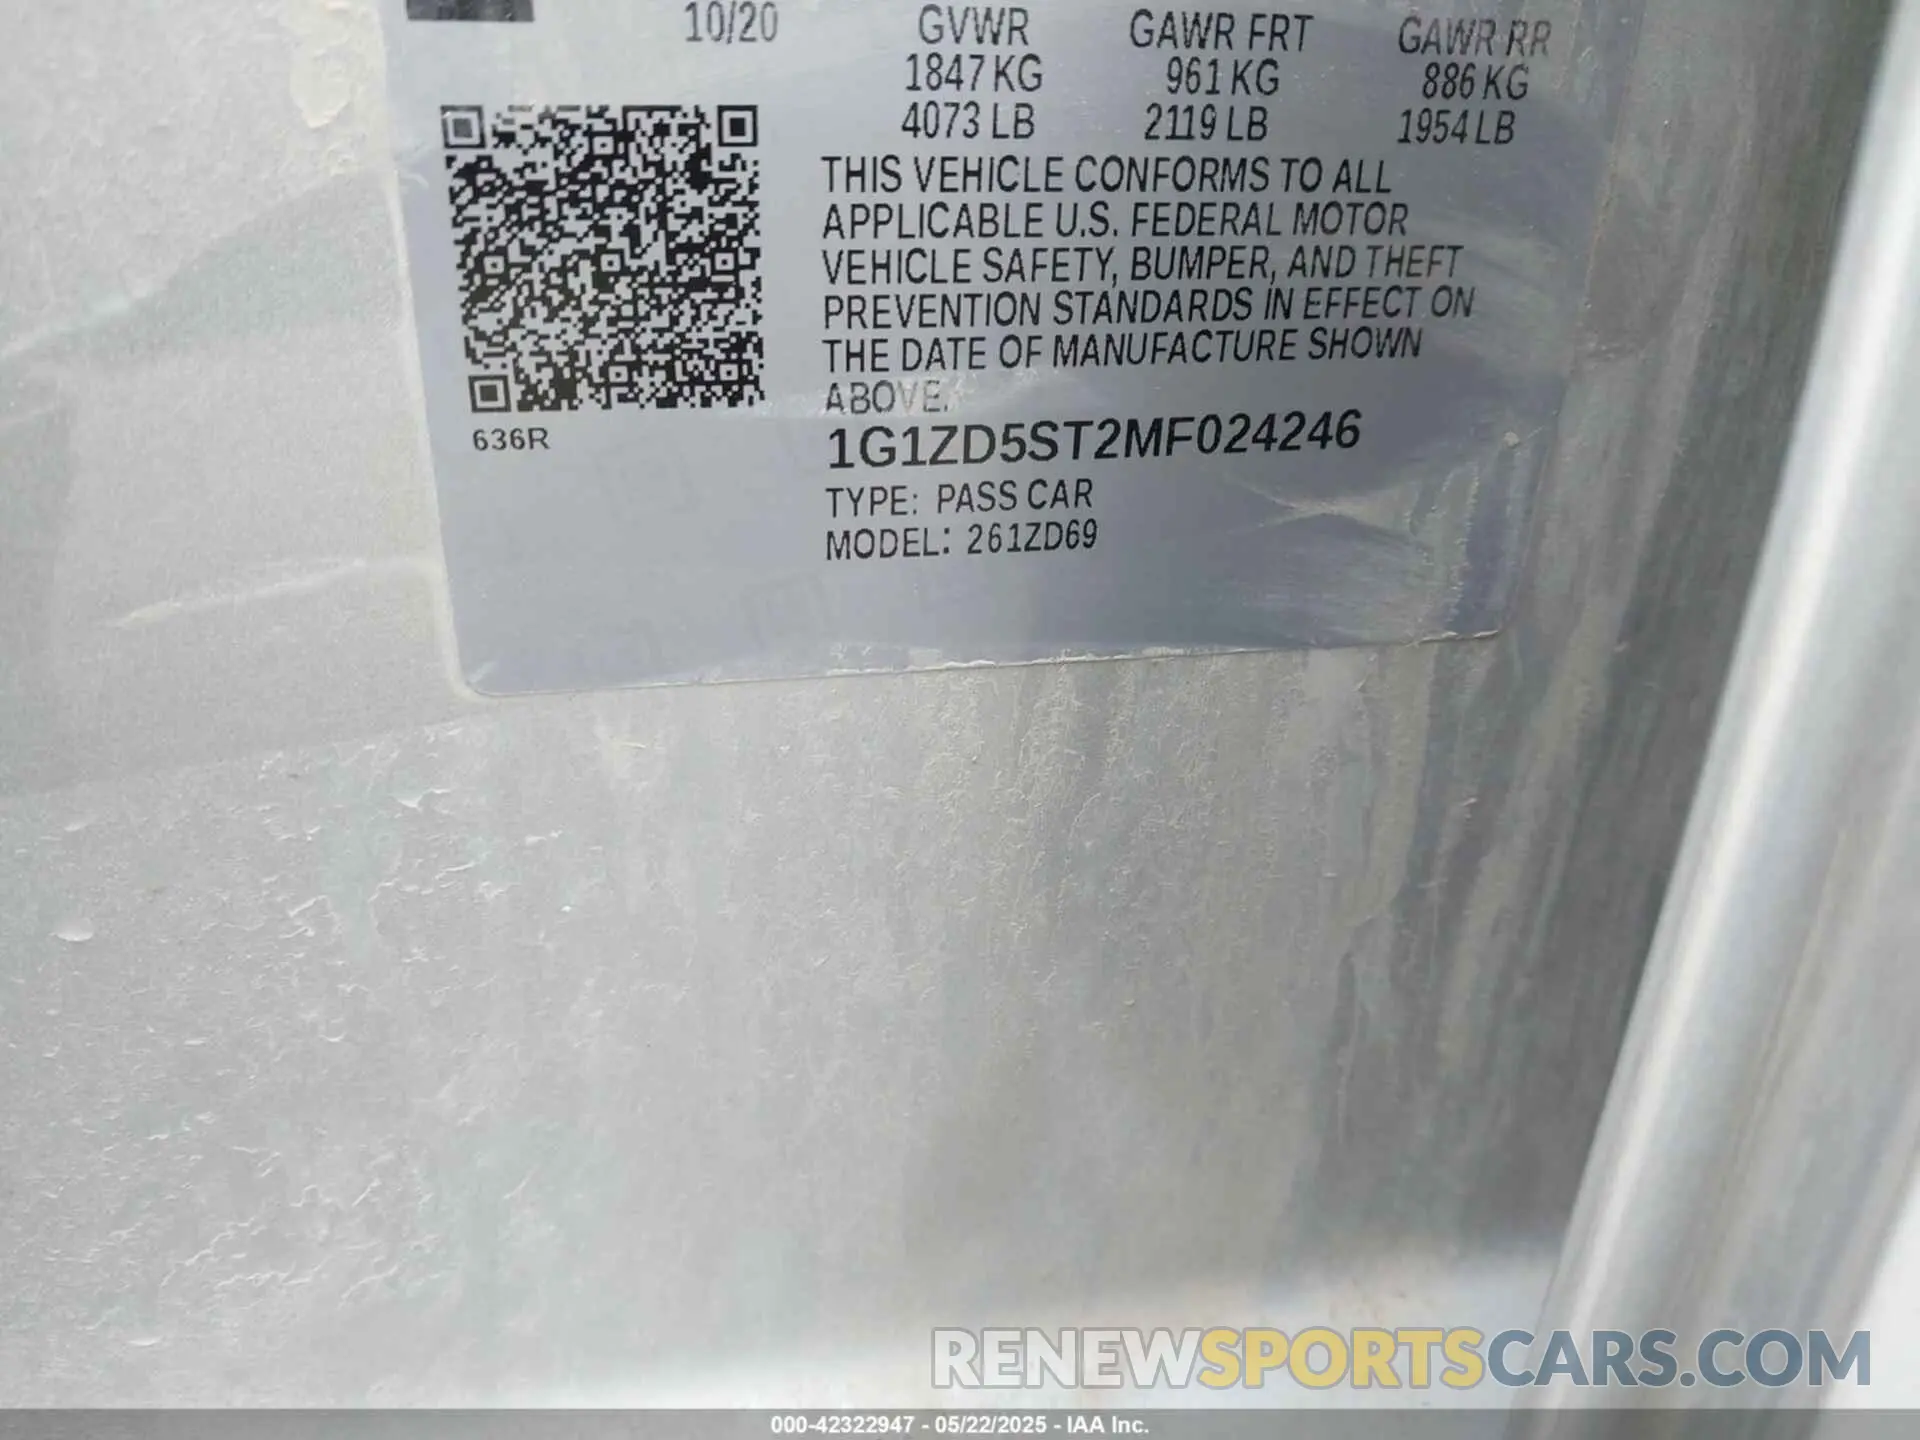 10/20 GVWR GAWR FRT GAWR RR
1847 KG 961 KG 886 KG
4073 LB 2119 LB 1954 LB
THIS VEHICLE CONFORMS TO ALL
APPLICABLE U.S. FEDERAL MOTOR
VEHICLE SAFETY, BUMPER, AND THEFT
PREVENTION STANDARDS IN EFFECT ON
THE DATE OF MANUFACTURE SHOWN
ABOVE.
636R
1G1ZD5ST2MF024246
TYPE: PASS CAR
MODEL: 261ZD69
RENEWSPORTSCARS.COM
000-42322947 - 05/22/2025 - IAA Inc.